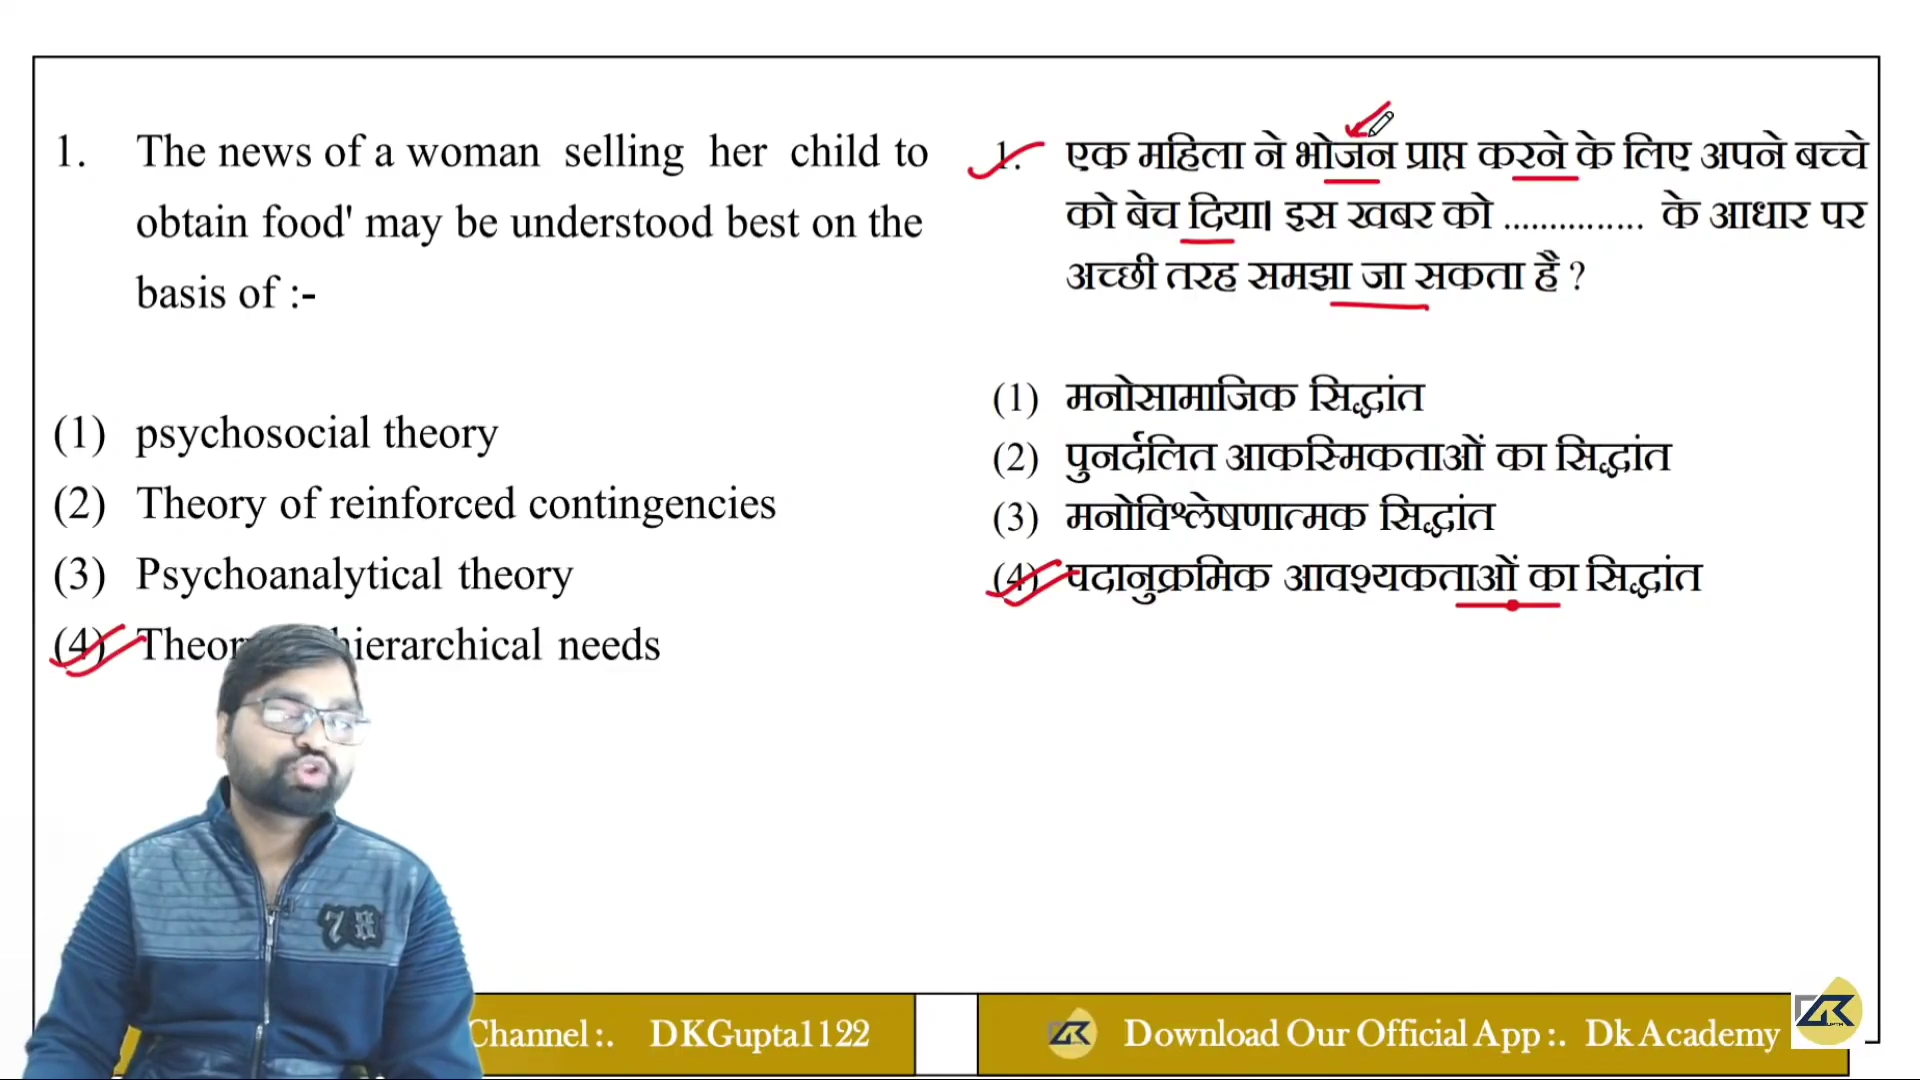 1. The news of a woman selling her child to
obtain food' may be understood best on the
basis of :-
(1) psychosocial theory
(2) Theory of reinforced contingencies
(3) Psychoanalytical theory
(4) hierarchical needs
1. एक महिला ने भोजन प्राप्त करने के लिए अपने बच्चे
को बेच दिया। इस खबर को ............... के आधार पर
अच्छी तरह समझा जा सकता है ?
(1) मनोसामाजिक सिद्धांत
(2) पुनर्दलित आकस्मिकताओं का सिद्धांत
(3) मनोविश्लेषणात्मक सिद्धांत
(4) पदानुक्रमिक आवश्यकताओं का सिद्धांत
Channel :. DKGupta1122
Download Our Official App :. Dk Academy